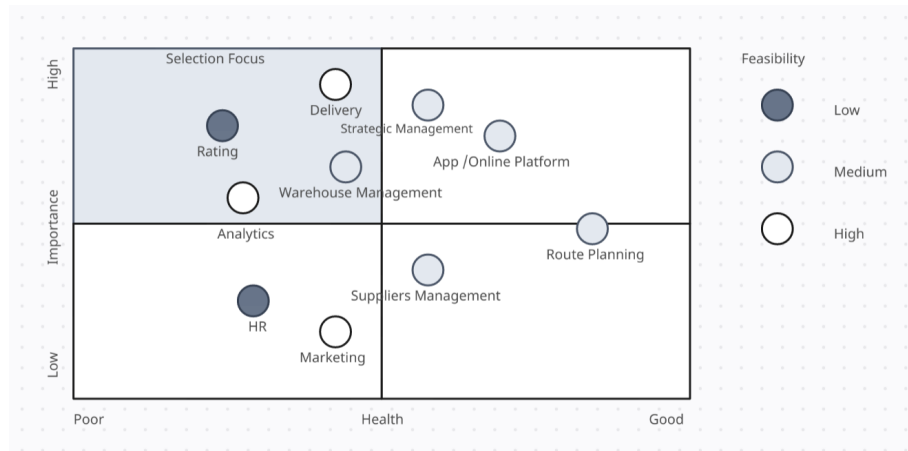 Selection Focus
Feasibility
High
Delivery
Low
Strategic Management
Rating
App /Online Platform
Medium
Warehouse Management
Importance
Analytics
High
Route Planning
Suppliers Management
HR
Marketing
Low
Poor
Health
Good